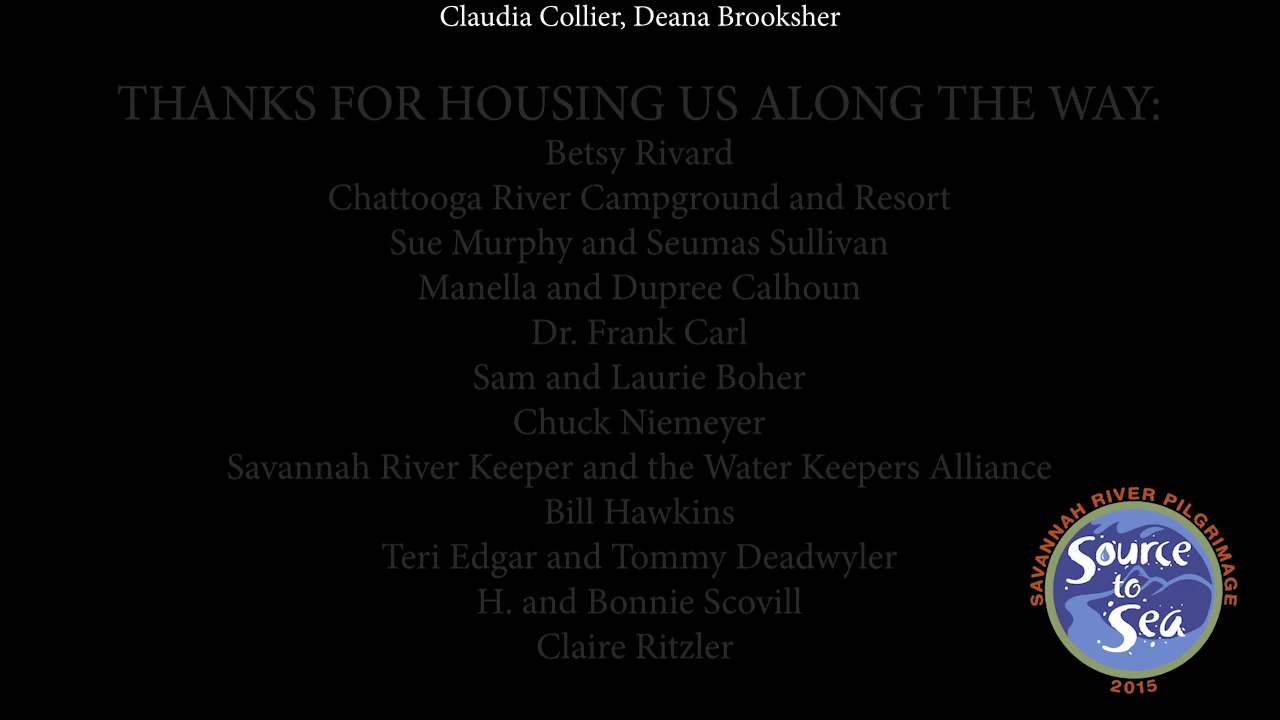 Claudia Collier, Deana Brooksher
THANKS FOR HOUSING US ALONG THE WAY:
Betsy Rivard
Chattooga River Campground and Resort
Sue Murphy and Seumas Sullivan
Manella and Dupree Calhoun
Dr. Frank Carl
Sam and Laurie Boher
Chuck Niemeyer
Savannah River Keeper and the Water Keepers Alliance
Bill Hawkins
Teri Edgar and Tommy Deadwyler
H. and Bonnie Scovill
Claire Ritzler
SAVANNAH RIVER PILGRIMAGE
Source
to
Sea
2015